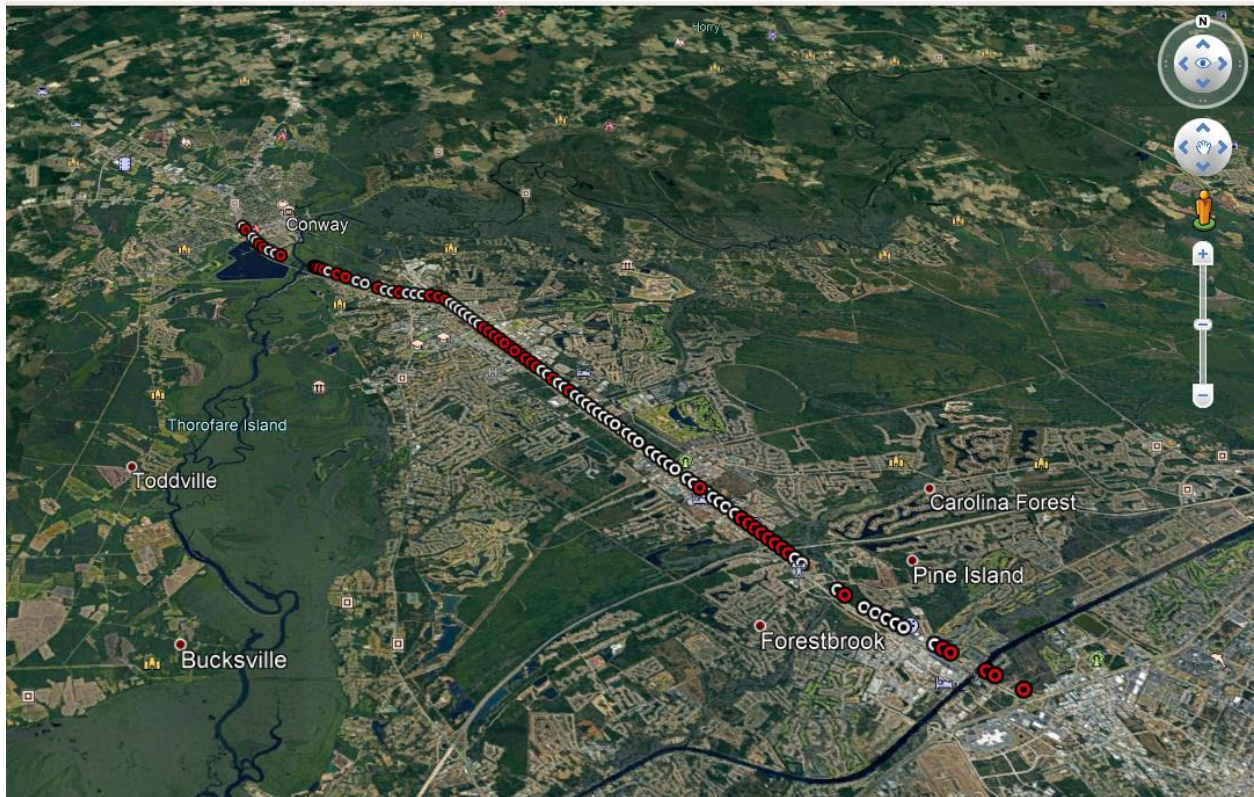 Horry
N
Conway
Thorofare Island
Toddville
Carolina Forest
Pine Island
Forestbrook
Bucksville